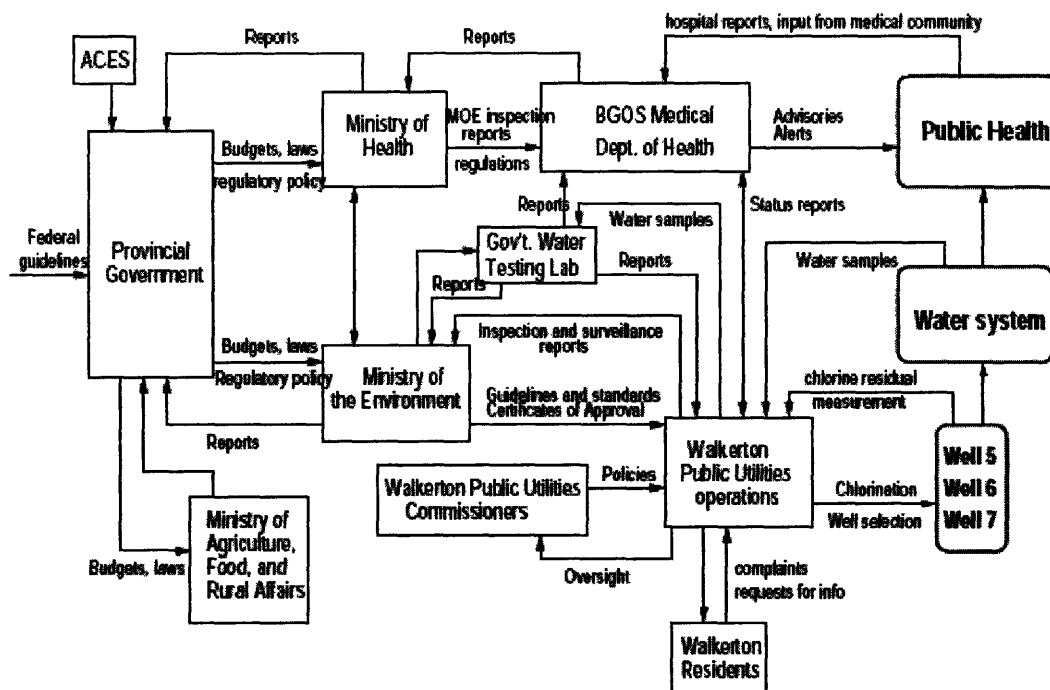 hospital reports, input from medical community
Reports
Reports
ACES
Ministry of
Health
MOE inspection
reports
regulations
BGOS Medical
Dept. of Health
Advisories
Alerts
Public Health
Budgets, laws
regulatory policy
Federal
guidelines
Provincial
Government
Reports
Water samples
Status reports
Gov't. Water
Testing Lab
Reports
Reports
Water samples
Water system
Inspection and surveillance
reports
Budgets, laws
Regulatory policy
Ministry of
the Environment
Guidelines and standards
Certificates of Approval
chlorine residual
measurement
Reports
Walkerton
Public Utilities
operations
Well 5
Well 6
Well 7
Policies
Walkerton Public Utilities
Commissioners
Chlorination
Well selection
Ministry of
Agriculture,
Food, and
Rural Affairs
Budgets, laws
Oversight
complaints
requests for info
Walkerton
Residents